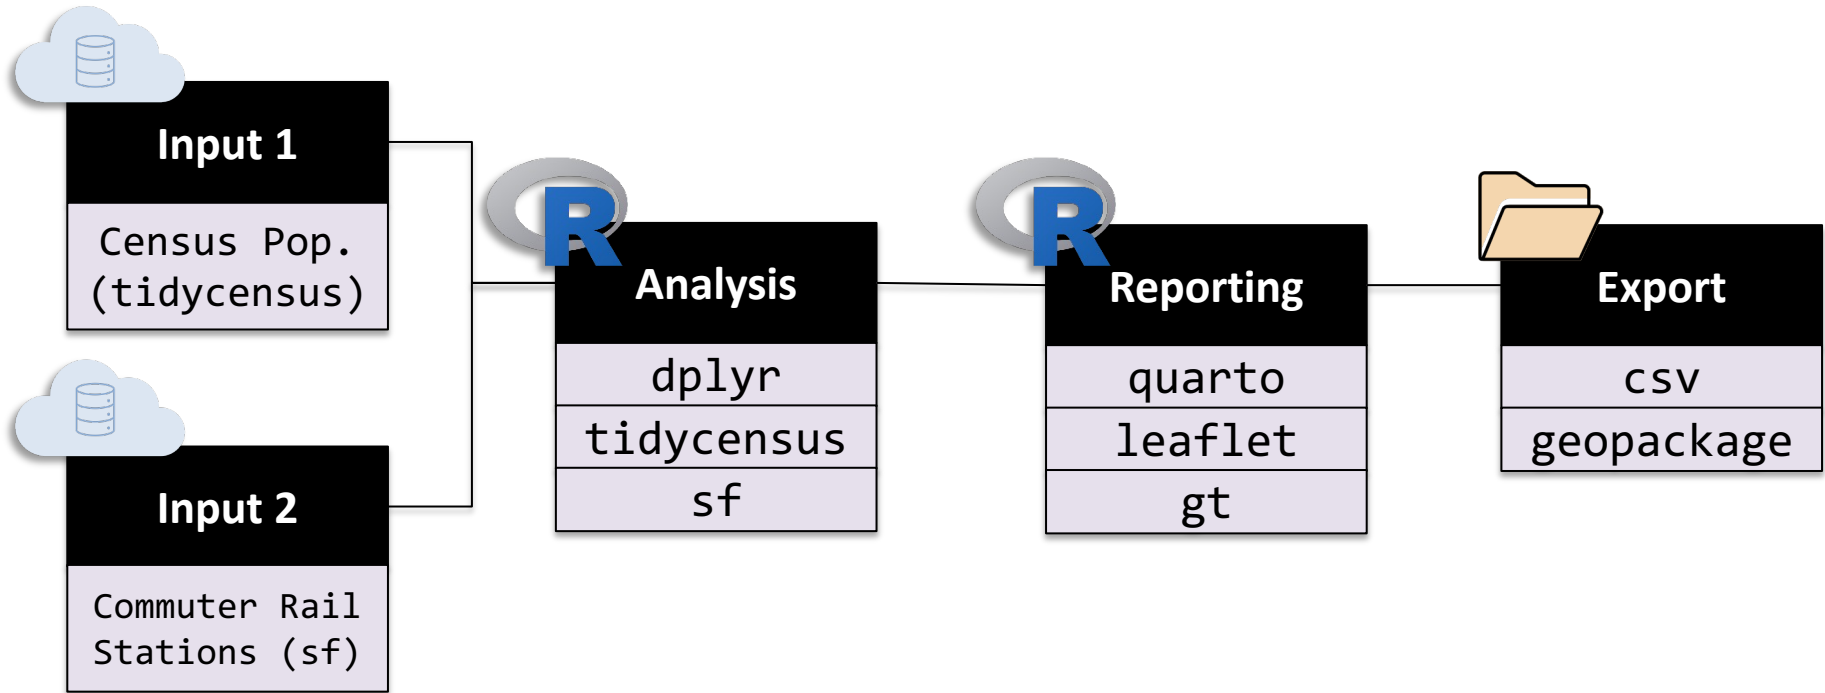 Input 1
Census Pop.
(tidycensus)
Input 2
Commuter Rail
Stations (sf)
R
Analysis
dplyr
tidycensus
sf
R
Reporting
quarto
leaflet
gt
Export
csv
geopackage